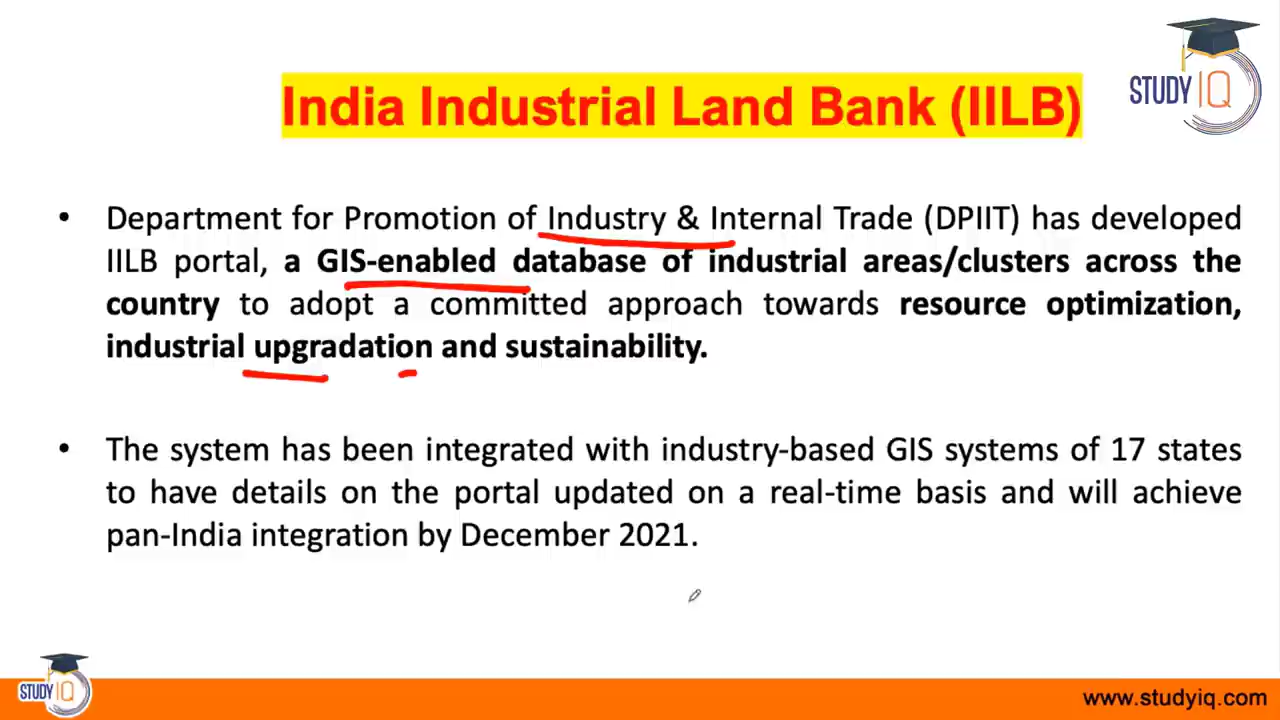 India Industrial Land Bank (IILB)
STUDY IQ
• Department for Promotion of Industry & Internal Trade (DPIIT) has developed
IILB portal, a GIS-enabled database of industrial areas/clusters across the
country to adopt a committed approach towards resource optimization,
industrial upgradation and sustainability.
• The system has been integrated with industry-based GIS systems of 17 states
to have details on the portal updated on a real-time basis and will achieve
pan-India integration by December 2021.
STUDY IQ
www.studyiq.com